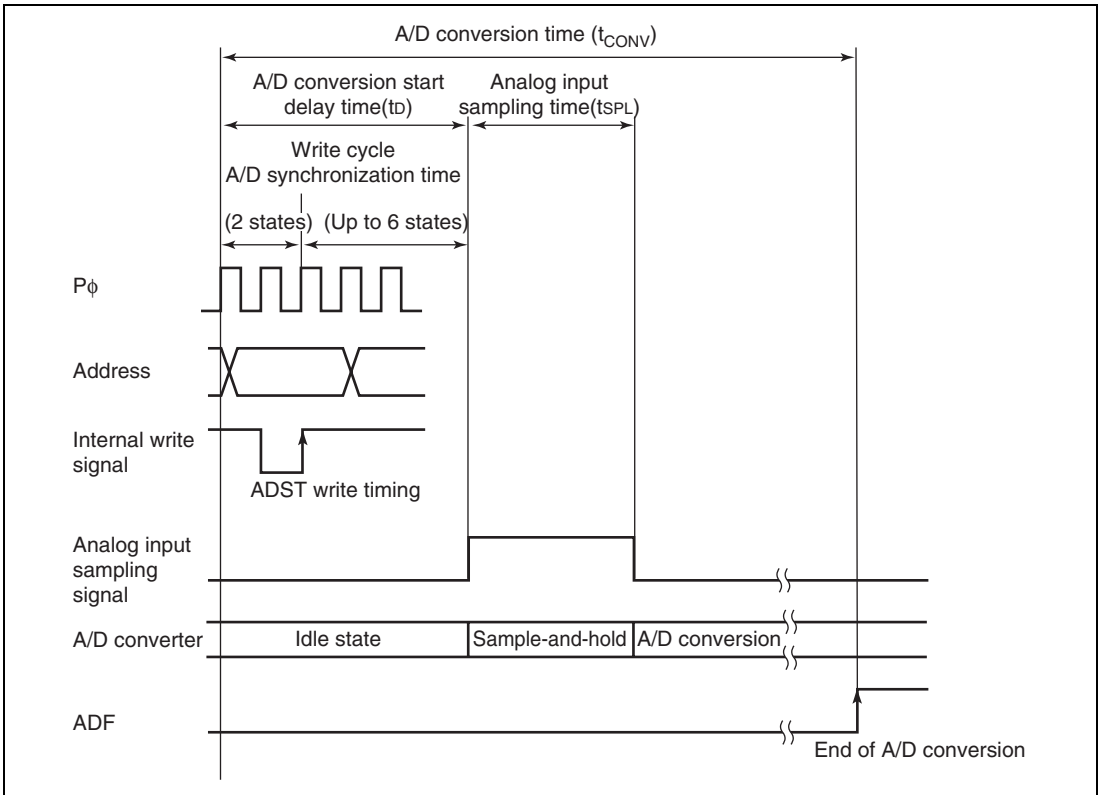 A/D conversion time (tCONV)
A/D conversion start
delay time(tD)
Analog input
sampling time(tSPL)
Write cycle
A/D synchronization time
(2 states)
(Up to 6 states)
Pϕ
Address
Internal write
signal
ADST write timing
Analog input
sampling
signal
A/D converter
Idle state
Sample-and-hold
A/D conversion
ADF
End of A/D conversion